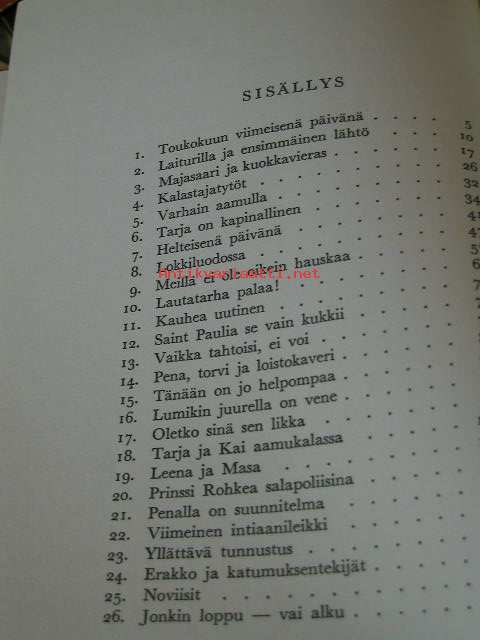 SISÄLLYS
1. Toukokuun viimeisenä päivänä . . . . 5
2. Laiturilla ja ensimmäinen lähtö . . . . 10
3. Majasaari ja kuokkavieras . . . . . . 17
4. Kalastajatytöt . . . . . . . . . 26
5. Varhain aamulla . . . . . . . . 32
6. Tarja on kapinallinen . . . . . . . 34
7. Helteisenä päivänä . . . . . . .
8. Lokkiluodossa . . . . . . . .
9. Meillä ei ole oikein hauskaa . . . . .
Antikvariaatti.net
10. Lautatarha palaa! . . . . . . .
11. Kauhea uutinen . . . . . . .
12. Saint Paulia se vain kukkii . . . . .
13. Vaikka tahtoisi, ei voi . . . . . .
14. Pena, torvi ja loistokaveri . . . . .
15. Tänään on jo helpompaa . . . . .
16. Lumikin juurella on vene . . . . .
17. Oletko sinä sen likka . . . . . .
18. Tarja ja Kai aamukalassa . . . . .
19. Leena ja Masa . . . . . . .
20. Prinssi Rohkea salapoliisina . . . .
21. Penalla on suunnitelma . . . . .
22. Viimeinen intiaanileikki . . . . .
23. Yllättävä tunnustus . . . . . .
24. Erakko ja katumuksentekijät . . . .
25. Noviisit . . . . . . . . .
26. Jonkin loppu — vai alku . . . . .